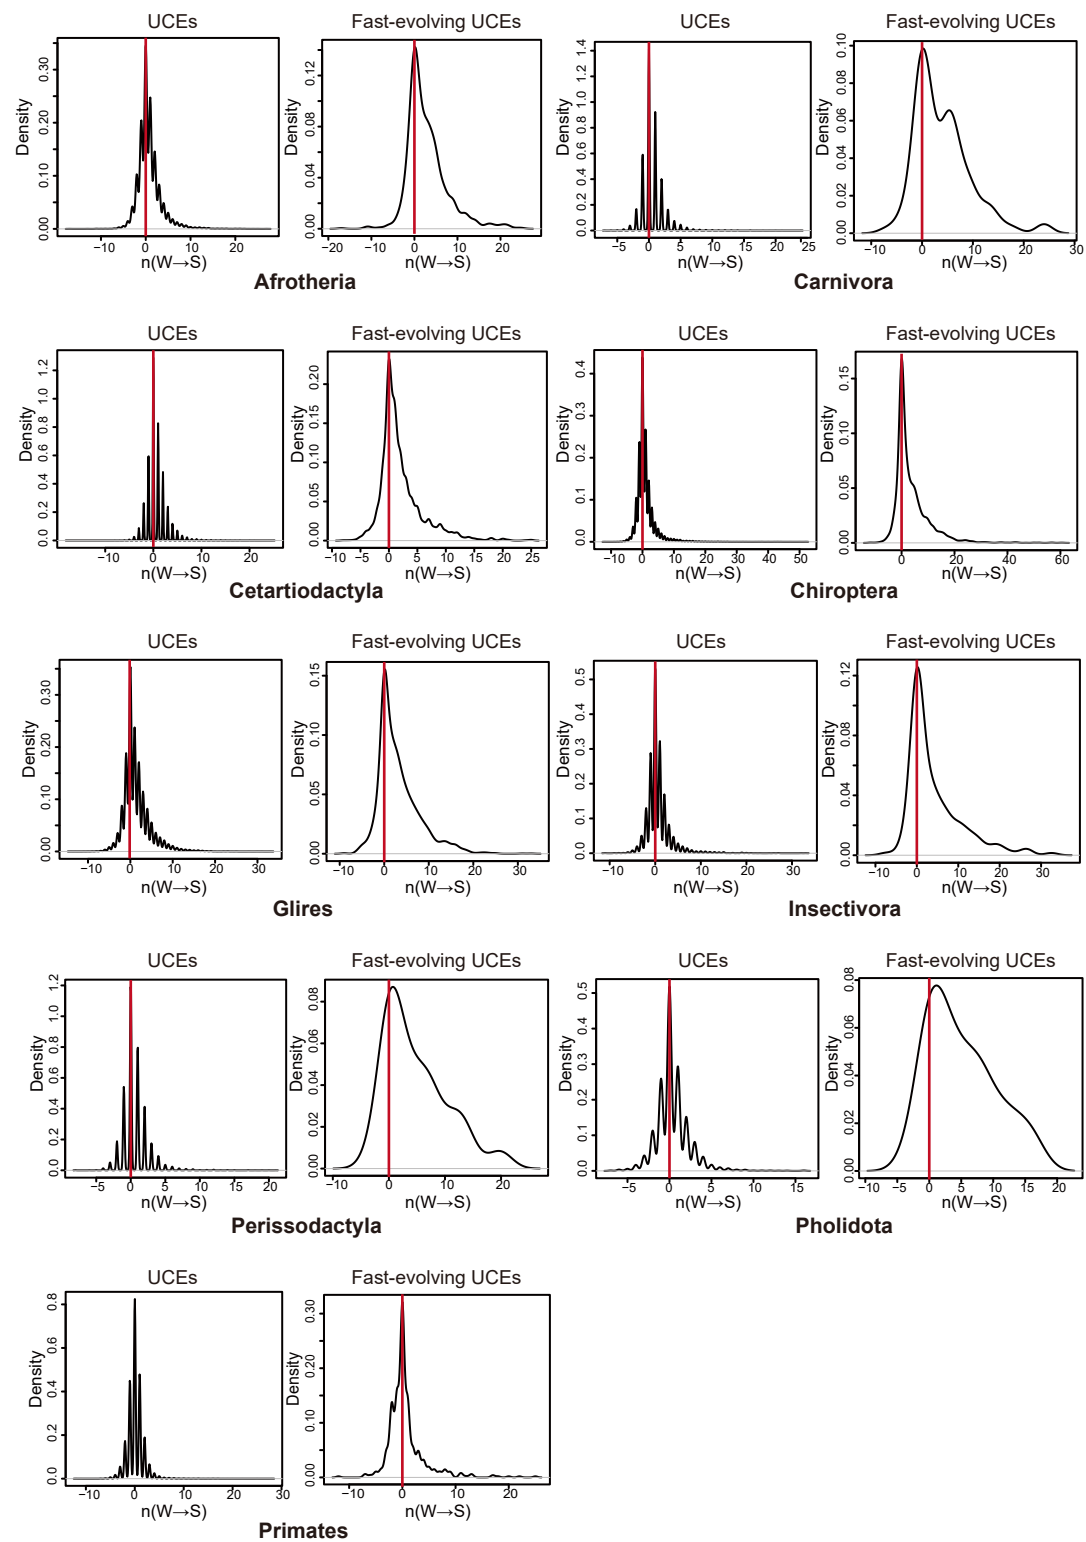 UCEs
Fast-evolving UCEs
UCEs
Fast-evolving UCEs
Density
0.00 0.10 0.20 0.30
−10 0 10 20
n(W→S)
Density
0.00 0.04 0.08 0.12
−20 −10 0 10 20
n(W→S)
Afrotheria
Density
0.0 0.2 0.4 0.6 0.8 1.0 1.2 1.4
−5 0 5 10 15 20 25
n(W→S)
Density
0.00 0.02 0.04 0.06 0.08 0.10
−10 0 10 20 30
n(W→S)
Carnivora
UCEs
Fast-evolving UCEs
UCEs
Fast-evolving UCEs
Density
0.0 0.2 0.4 0.6 0.8 1.0 1.2
−10 0 10 20
n(W→S)
Density
0.00 0.05 0.10 0.15 0.20
−10 −5 0 5 10 15 20 25
n(W→S)
Cetartiodactyla
Density
0.0 0.1 0.2 0.3 0.4
−10 0 10 20 30 40 50
n(W→S)
Density
0.00 0.05 0.10 0.15
0 20 40 60
n(W→S)
Chiroptera
UCEs
Fast-evolving UCEs
UCEs
Fast-evolving UCEs
Density
0.00 0.10 0.20 0.30
−10 0 10 20 30
n(W→S)
Density
0.00 0.05 0.10 0.15
−10 0 10 20 30
n(W→S)
Glires
Density
0.0 0.1 0.2 0.3 0.4 0.5
−10 0 10 20 30
n(W→S)
Density
0.00 0.04 0.08 0.12
−10 0 10 20 30
n(W→S)
Insectivora
UCEs
Fast-evolving UCEs
UCEs
Fast-evolving UCEs
Density
0.0 0.2 0.4 0.6 0.8 1.0 1.2
−5 0 5 10 15 20
n(W→S)
Density
0.00 0.02 0.04 0.06 0.08
−10 0 10 20
n(W→S)
Perissodactyla
Density
0.0 0.1 0.2 0.3 0.4 0.5
−5 0 5 10 15
n(W→S)
Density
0.00 0.02 0.04 0.06 0.08
−10 −5 0 5 10 15 20
n(W→S)
Pholidota
UCEs
Fast-evolving UCEs
Density
0.0 0.2 0.4 0.6 0.8
−10 0 10 20 30
n(W→S)
Density
0.00 0.10 0.20 0.30
−10 0 10 20
n(W→S)
Primates